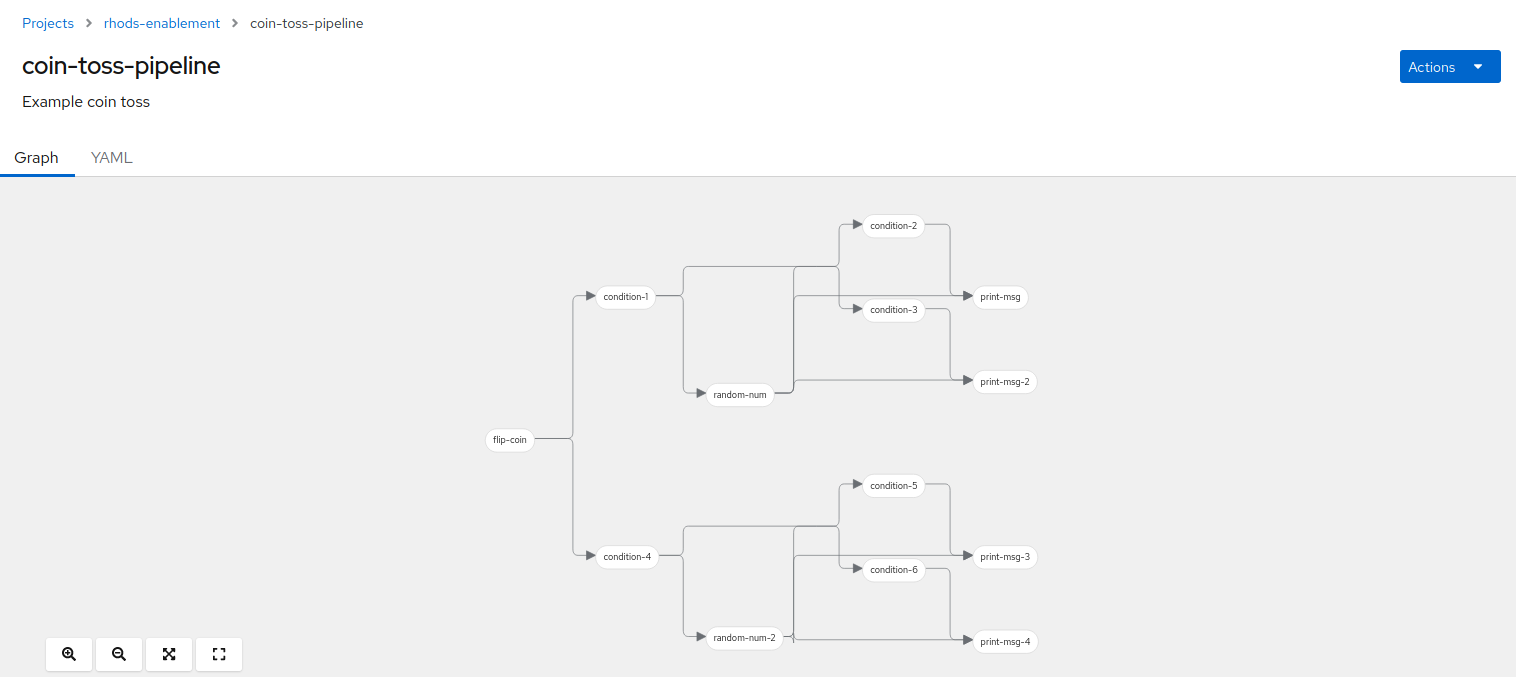 Projects > rhods-enablement > coin-toss-pipeline
coin-toss-pipeline
Actions
Example coin toss
Graph YAML
condition-2
condition-1
print-msg
condition-3
print-msg-2
random-num
flip-coin
condition-5
condition-4
print-msg-3
condition-6
random-num-2
print-msg-4